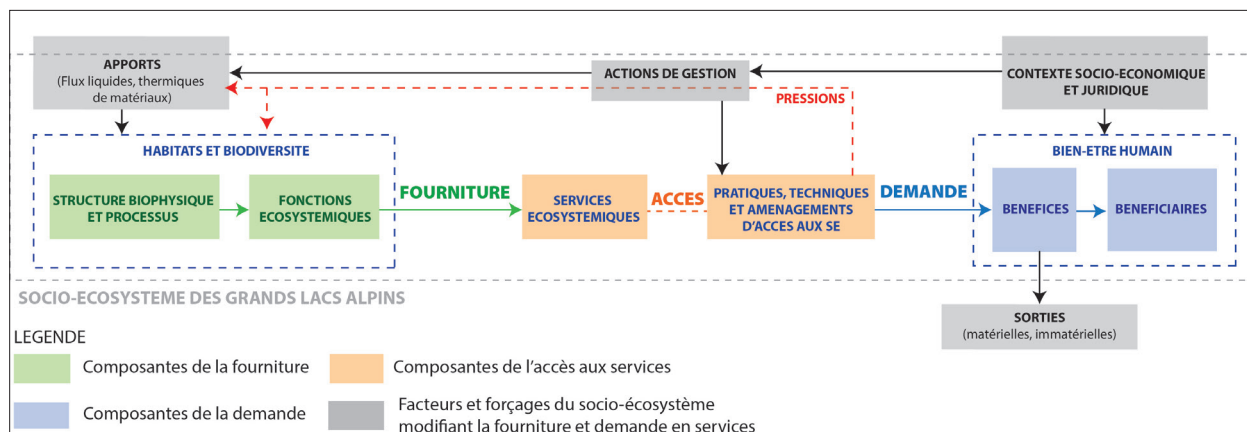 APPORTS
(Flux liquides, thermiques
de matériaux)
ACTIONS DE GESTION
CONTEXTE SOCIO-ECONOMIQUE
ET JURIDIQUE
PRESSIONS
HABITATS ET BIODIVERSITE
BIEN-ETRE HUMAIN
STRUCTURE BIOPHYSIQUE
ET PROCESSUS
FONCTIONS
ECOSYSTEMIQUES
FOURNITURE
SERVICES
ECOSYSTEMIQUES
ACCES
PRATIQUES, TECHNIQUES
ET AMENAGEMENTS
D'ACCES AUX SE
DEMANDE
BENEFICES
BENEFICIAIRES
SOCIO-ECOSYSTEME DES GRANDS LACS ALPINS
SORTIES
(matérielles, immatérielles)
LEGENDE
Composantes de la fourniture
Composantes de l'accès aux services
Composantes de la demande
Facteurs et forçages du socio-écosystème
modifiant la fourniture et demande en services